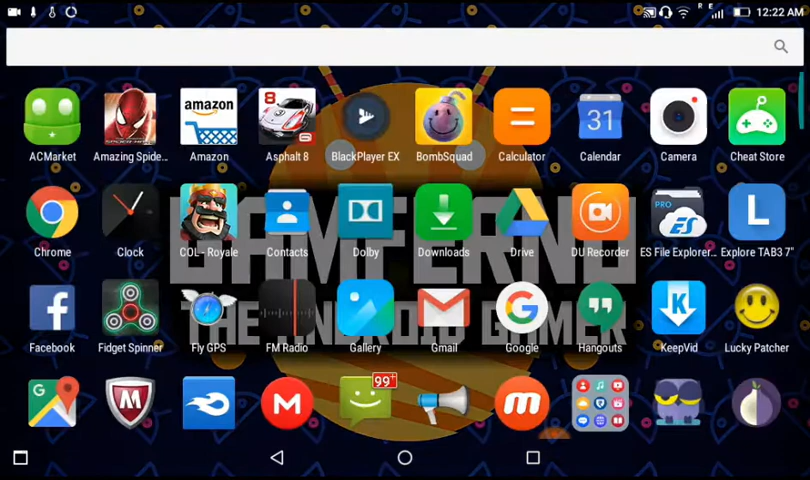 R E 12:22 AM
amazon 8 31 PRO
ACMarket Amazing Spide... Amazon Asphalt 8 BlackPlayer EX BombSquad Calculator Calendar Camera Cheat Store
GAMFERNO
L ES
Chrome Clock COL - Royale Contacts Dolby Downloads Drive DU Recorder ES File Explorer... Explore TAB3 7"
THE ANDROID GAMER
Facebook Fidget Spinner Fly GPS FM Radio Gallery Gmail Google Hangouts KeepVid Lucky Patcher
99+